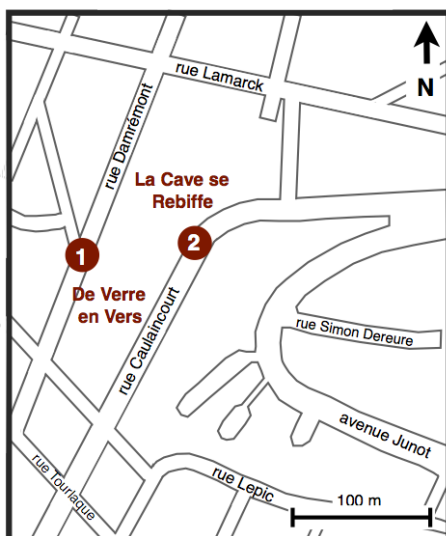 rue Lamarck
N
rue Damrémont
La Cave se
Rebiffe
1
2
De Verre
en Vers
rue Caulaincourt
rue Simon Dereure
avenue Junot
rue Tourlaque
rue Lepic
100 m